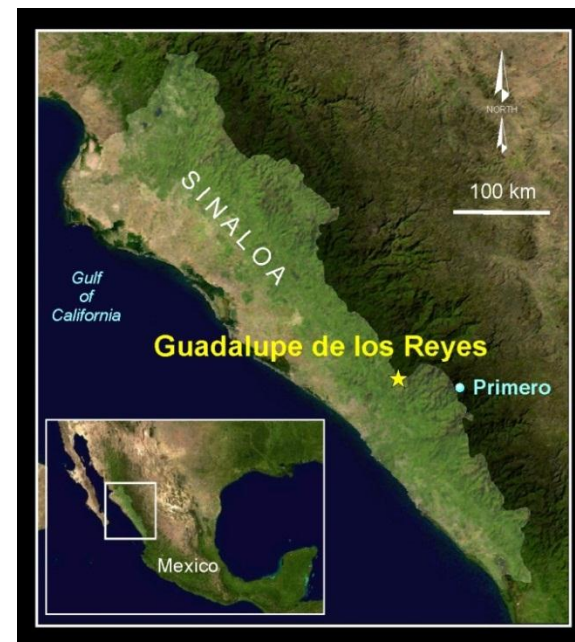 NORTH
100 km
SINALOA
Gulf
of
California
Guadalupe de los Reyes
Primero
Mexico